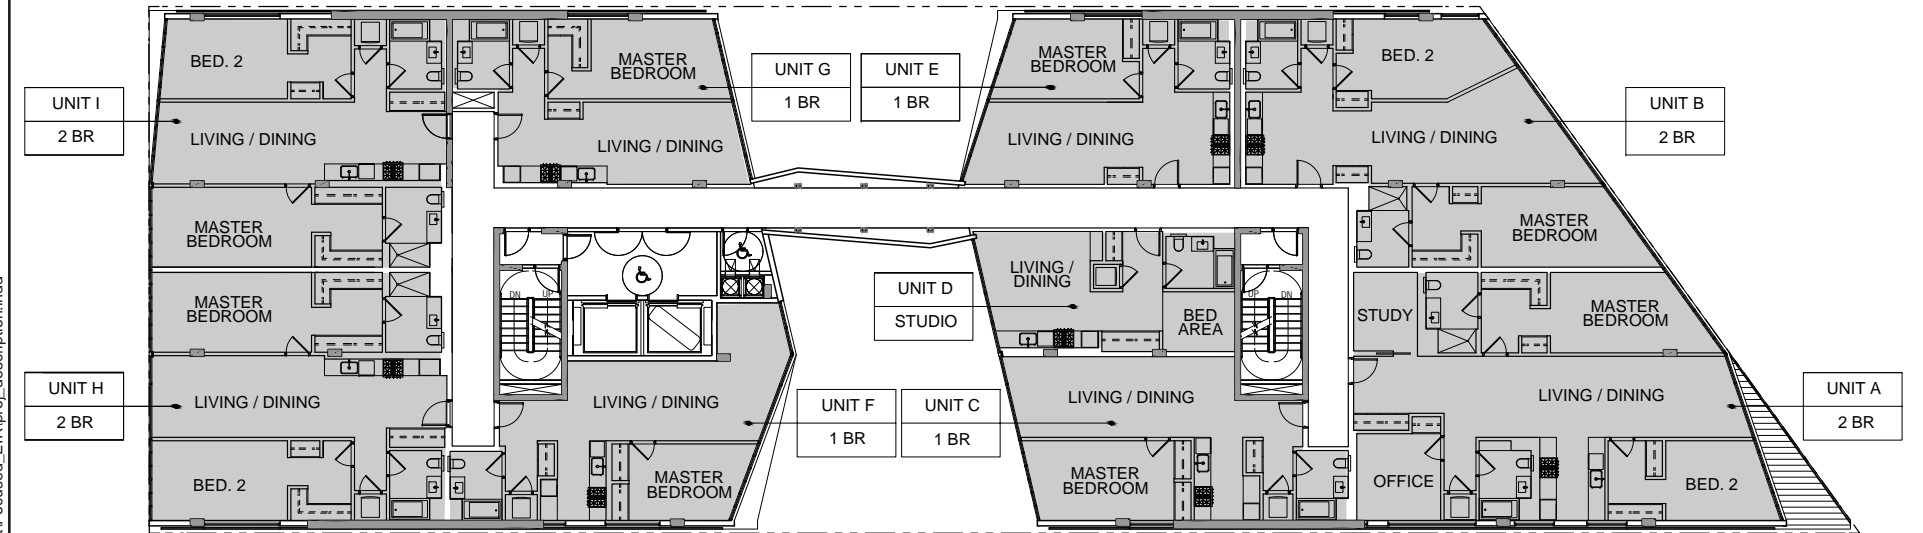 BED. 2
MASTER
BEDROOM
UNIT G
1 BR
UNIT E
1 BR
MASTER
BEDROOM
BED. 2
UNIT I
2 BR
LIVING / DINING
LIVING / DINING
LIVING / DINING
LIVING / DINING
UNIT B
2 BR
MASTER
BEDROOM
MASTER
BEDROOM
MASTER
BEDROOM
DN
UP
LIVING /
DINING
UNIT D
STUDIO
BED
AREA
UP
DN
STUDY
MASTER
BEDROOM
UNIT H
2 BR
LIVING / DINING
LIVING / DINING
UNIT F
1 BR
UNIT C
1 BR
LIVING / DINING
LIVING / DINING
UNIT A
2 BR
BED. 2
MASTER
BEDROOM
MASTER
BEDROOM
OFFICE
BED. 2